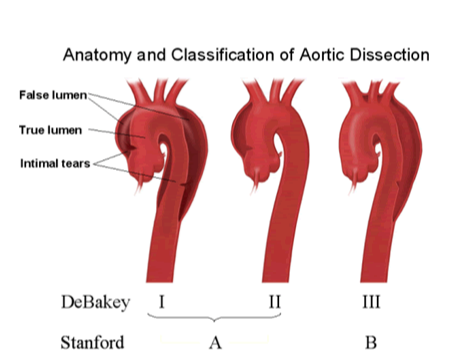 Anatomy and Classification of Aortic Dissection
False lumen
True lumen
Intimal tears
DeBakey I II III
Stanford A B